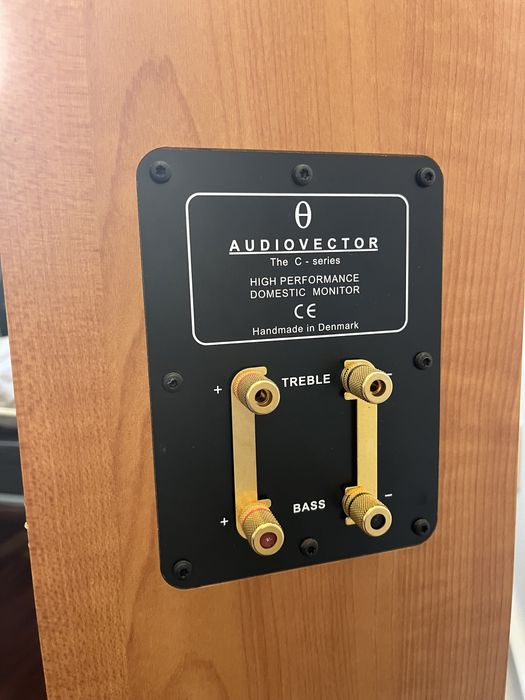 θ
AUDIOVECTOR
The C - series
HIGH PERFORMANCE
DOMESTIC MONITOR
CE
Handmade in Denmark
+ TREBLE −
+ BASS −